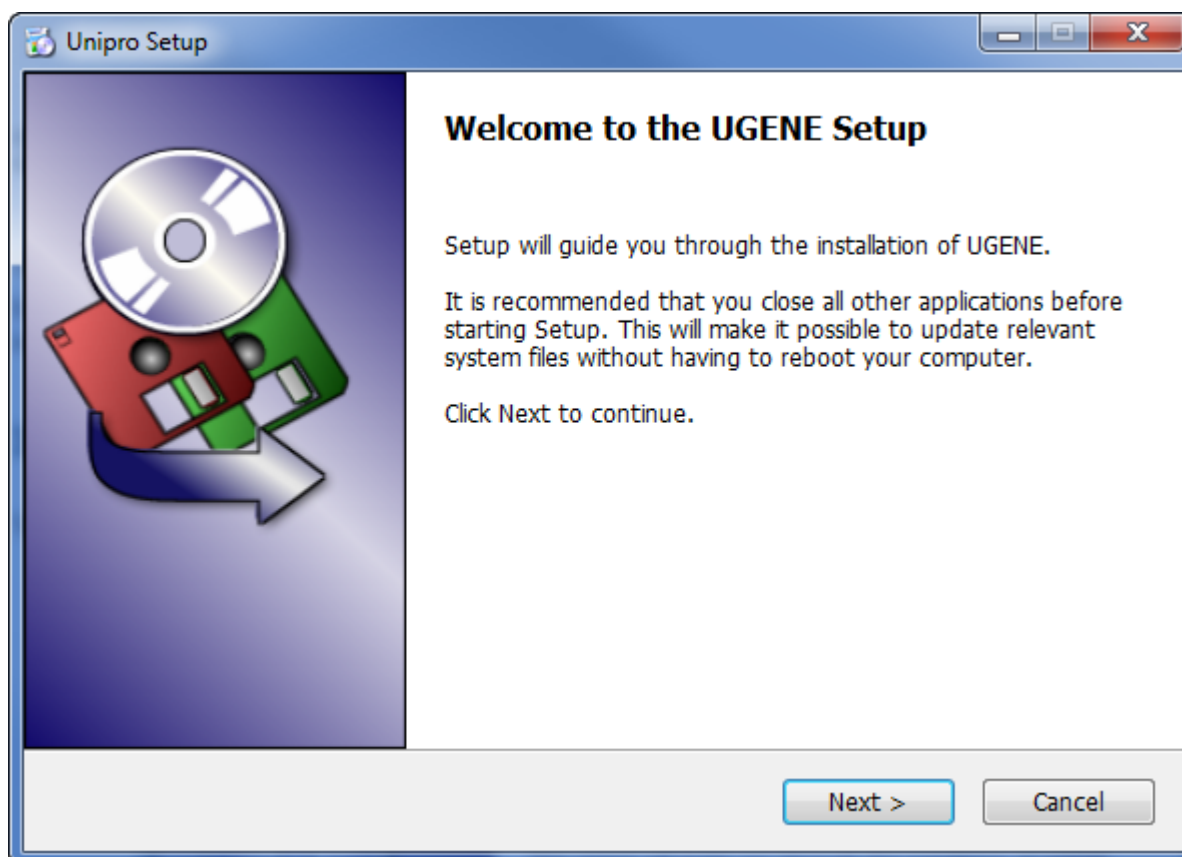 Unipro Setup
Welcome to the UGENE Setup
Setup will guide you through the installation of UGENE.
It is recommended that you close all other applications before
starting Setup. This will make it possible to update relevant
system files without having to reboot your computer.
Click Next to continue.
Next >
Cancel